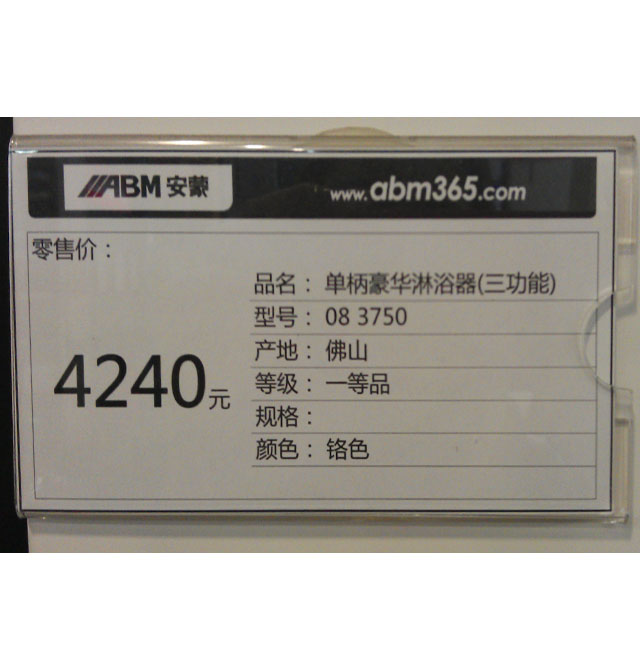 ABM 安蒙
www.abm365.com
零售价：
4240元
品名： 单柄豪华淋浴器(三功能)
型号： 08 3750
产地： 佛山
等级： 一等品
规格：
颜色： 铬色